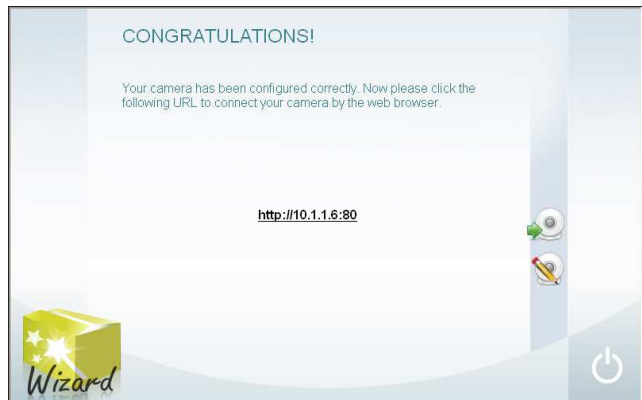 CONGRATULATIONS!
Your camera has been configured correctly. Now please click the
following URL to connect your camera by the web browser.
http://10.1.1.6:80
Wizard